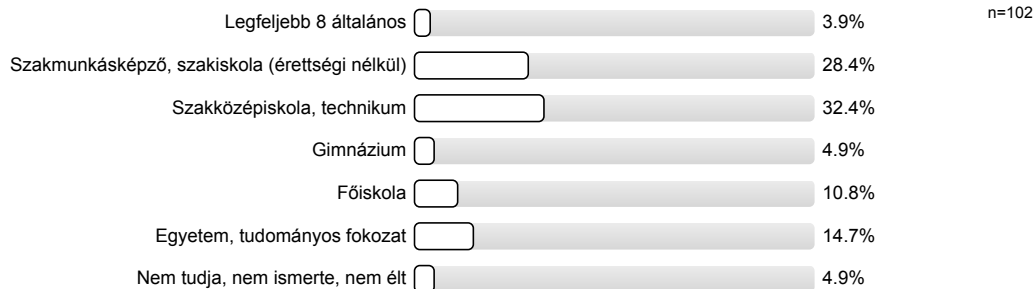 n=102
Legfeljebb 8 általános 3.9%
Szakmunkásképző, szakiskola (érettségi nélkül) 28.4%
Szakközépiskola, technikum 32.4%
Gimnázium 4.9%
Főiskola 10.8%
Egyetem, tudományos fokozat 14.7%
Nem tudja, nem ismerte, nem élt 4.9%